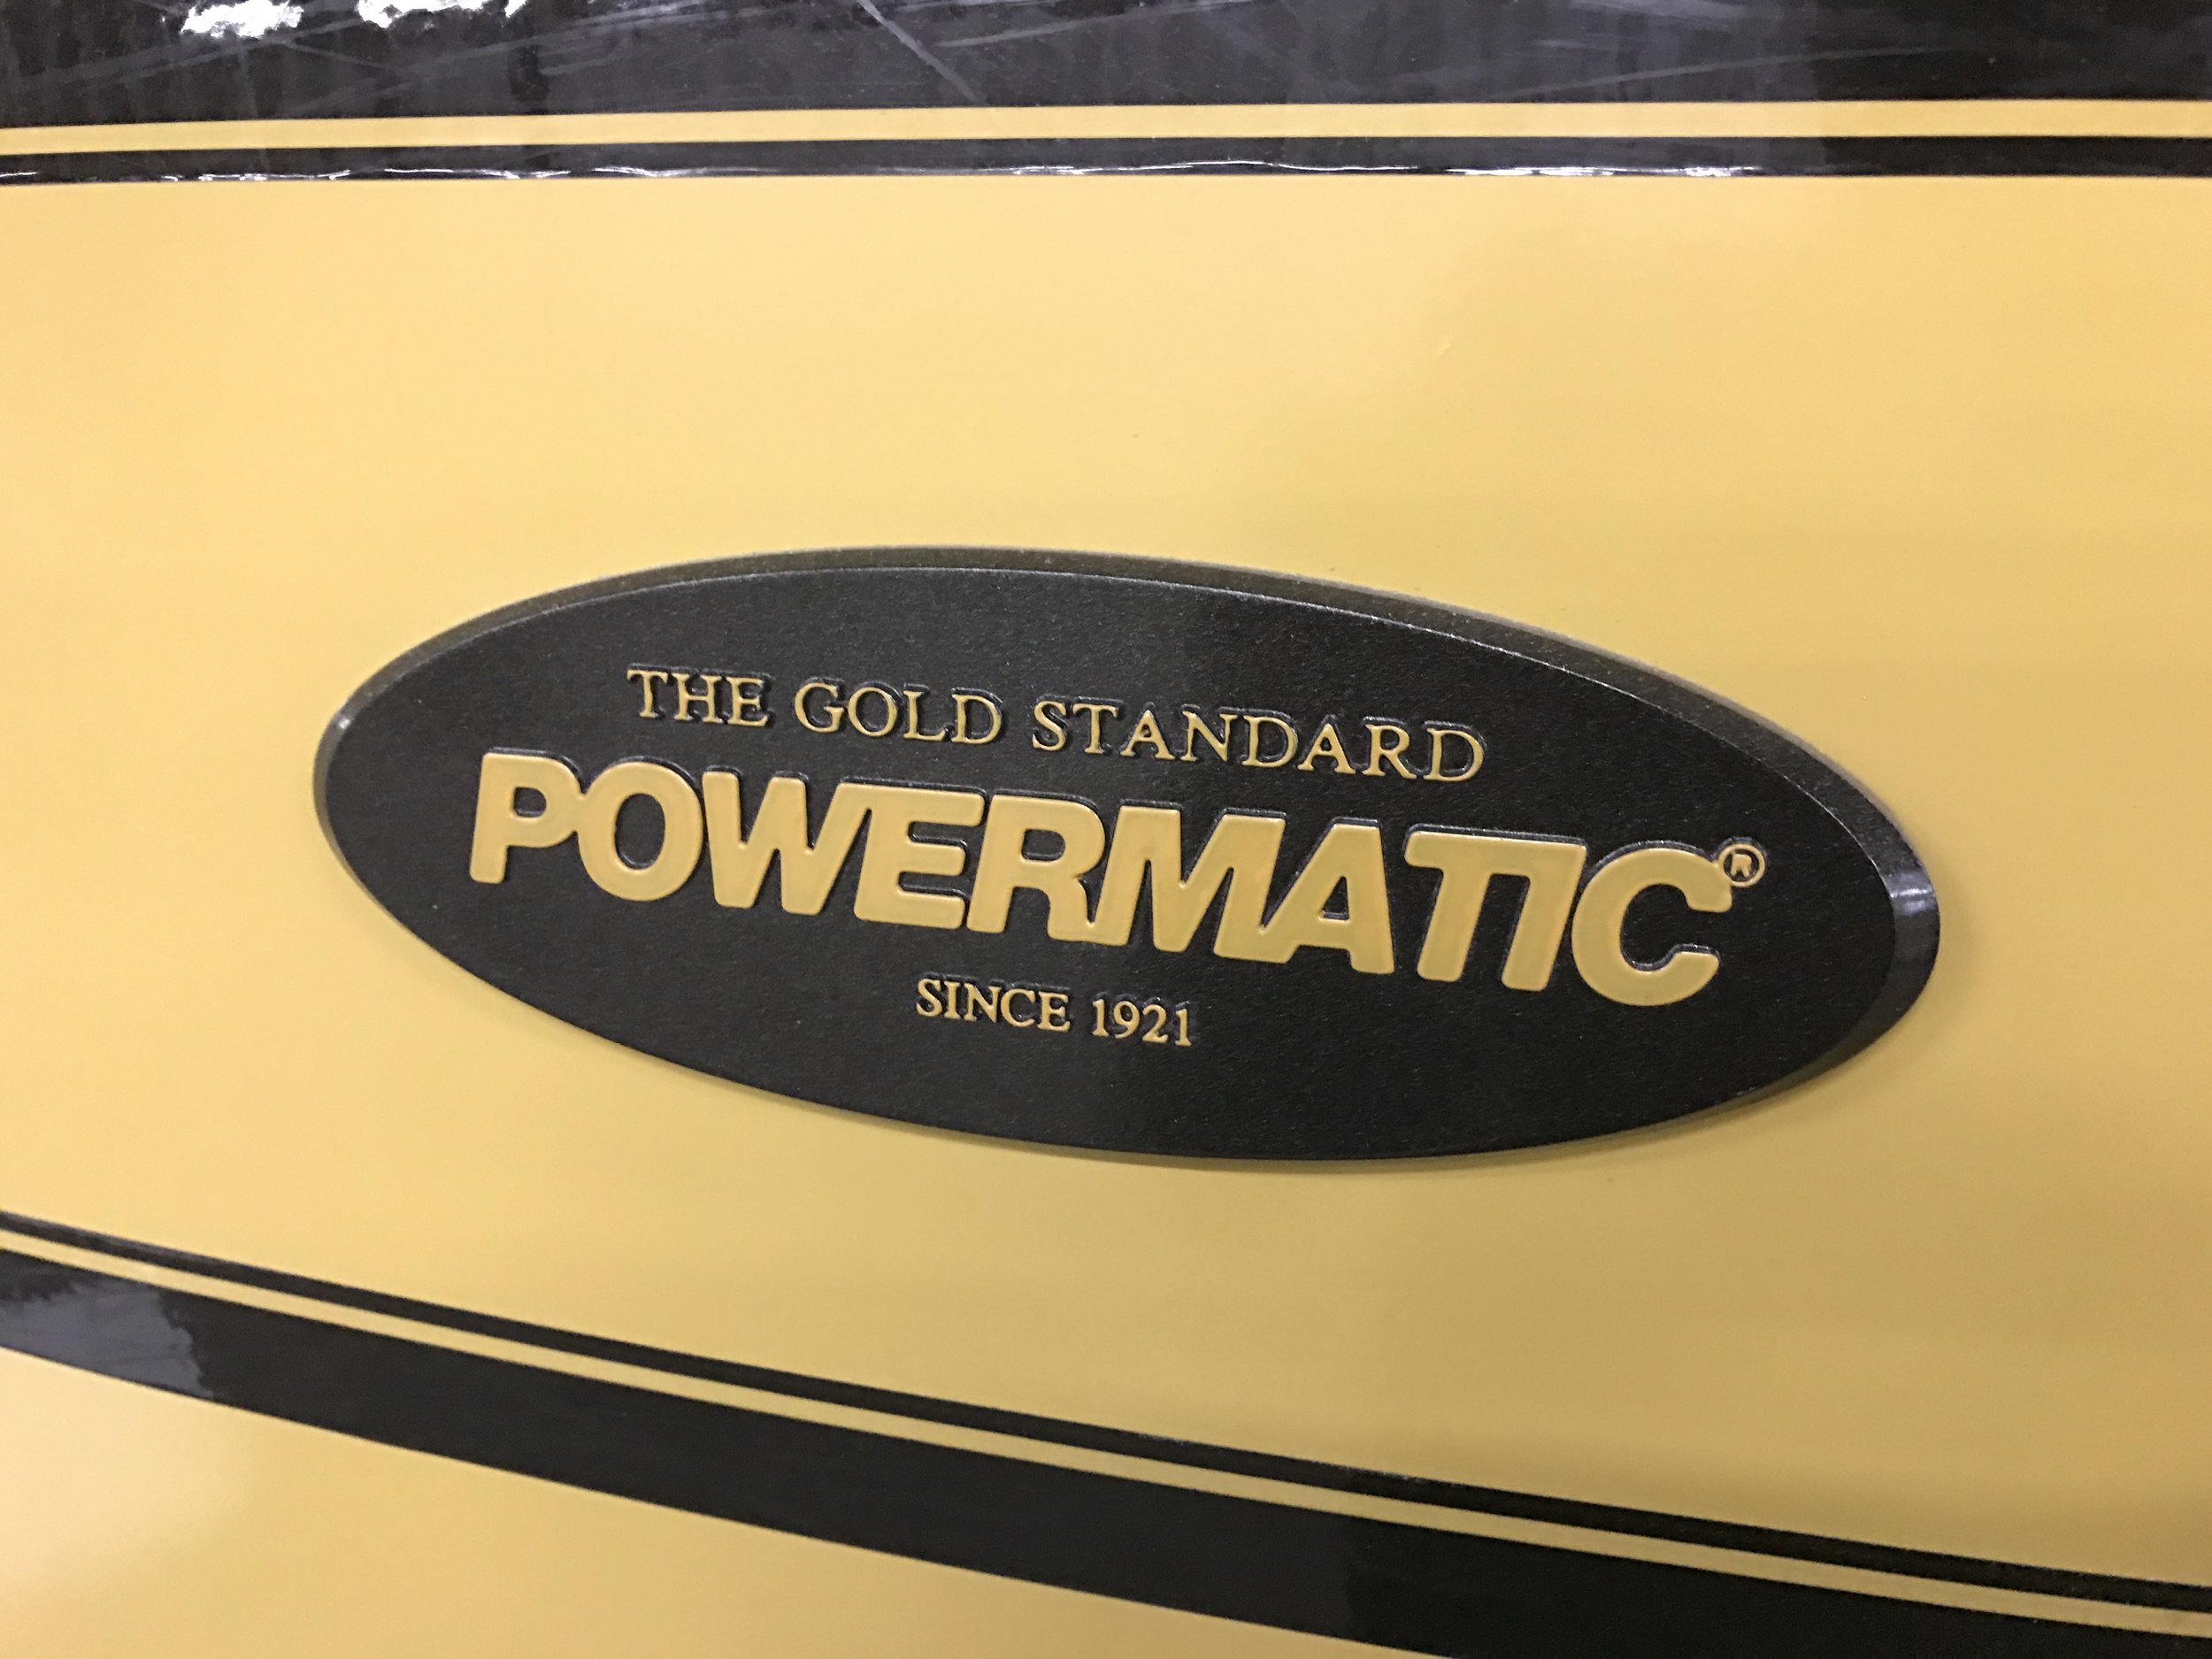 THE GOLD STANDARD
POWERMATIC®
SINCE 1921